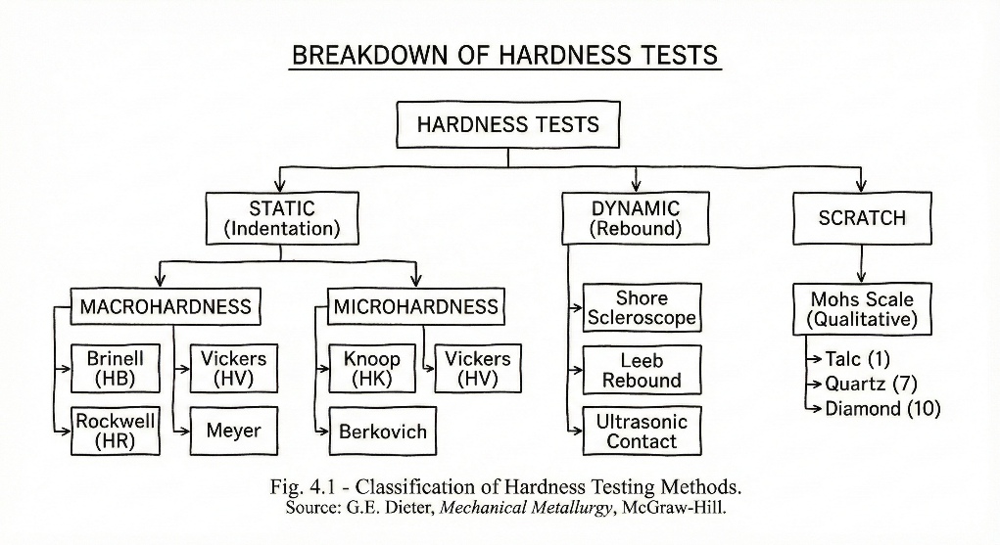 BREAKDOWN OF HARDNESS TESTS
HARDNESS TESTS
STATIC
(Indentation)
DYNAMIC
(Rebound)
SCRATCH
MACROHARDNESS
MICROHARDNESS
Brinell
(HB)
Vickers
(HV)
Rockwell
(HR)
Meyer
Knoop
(HK)
Vickers
(HV)
Berkovich
Shore
Scleroscope
Leeb
Rebound
Ultrasonic
Contact
Mohs Scale
(Qualitative)
Talc (1)
Quartz (7)
Diamond (10)
Fig. 4.1 - Classification of Hardness Testing Methods.
Source: G.E. Dieter, Mechanical Metallurgy, McGraw-Hill.